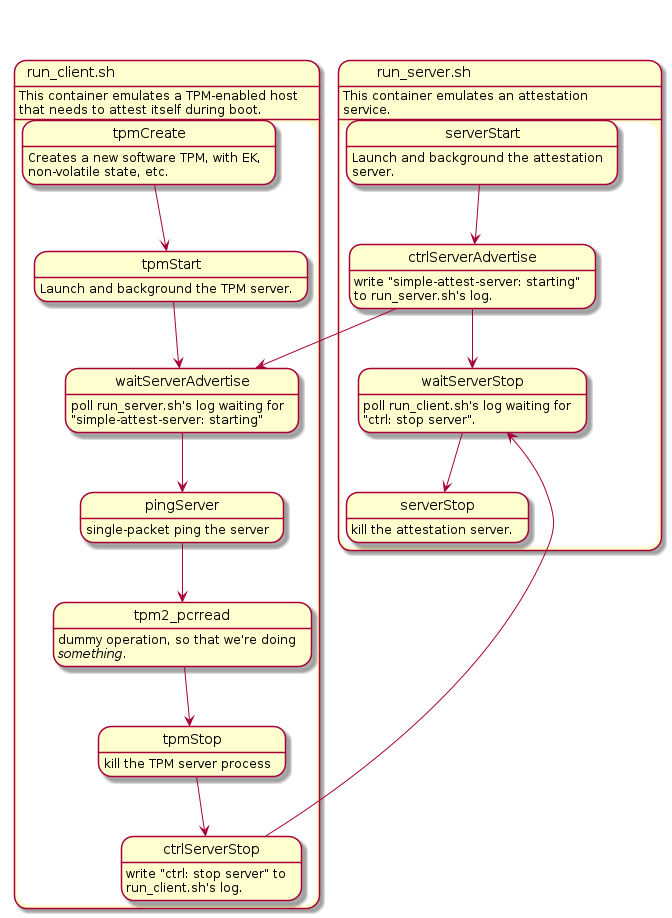 run_client.sh
This container emulates a TPM-enabled host
that needs to attest itself during boot.
tpmCreate
Creates a new software TPM, with EK,
non-volatile state, etc.
tpmStart
Launch and background the TPM server.
waitServerAdvertise
poll run_server.sh's log waiting for
"simple-attest-server: starting"
pingServer
single-packet ping the server
tpm2_pcrread
dummy operation, so that we're doing
something.
tpmStop
kill the TPM server process
ctrlServerStop
write "ctrl: stop server" to
run_client.sh's log.
run_server.sh
This container emulates an attestation
service.
serverStart
Launch and background the attestation
server.
ctrlServerAdvertise
write "simple-attest-server: starting"
to run_server.sh's log.
waitServerStop
poll run_client.sh's log waiting for
"ctrl: stop server".
serverStop
kill the attestation server.